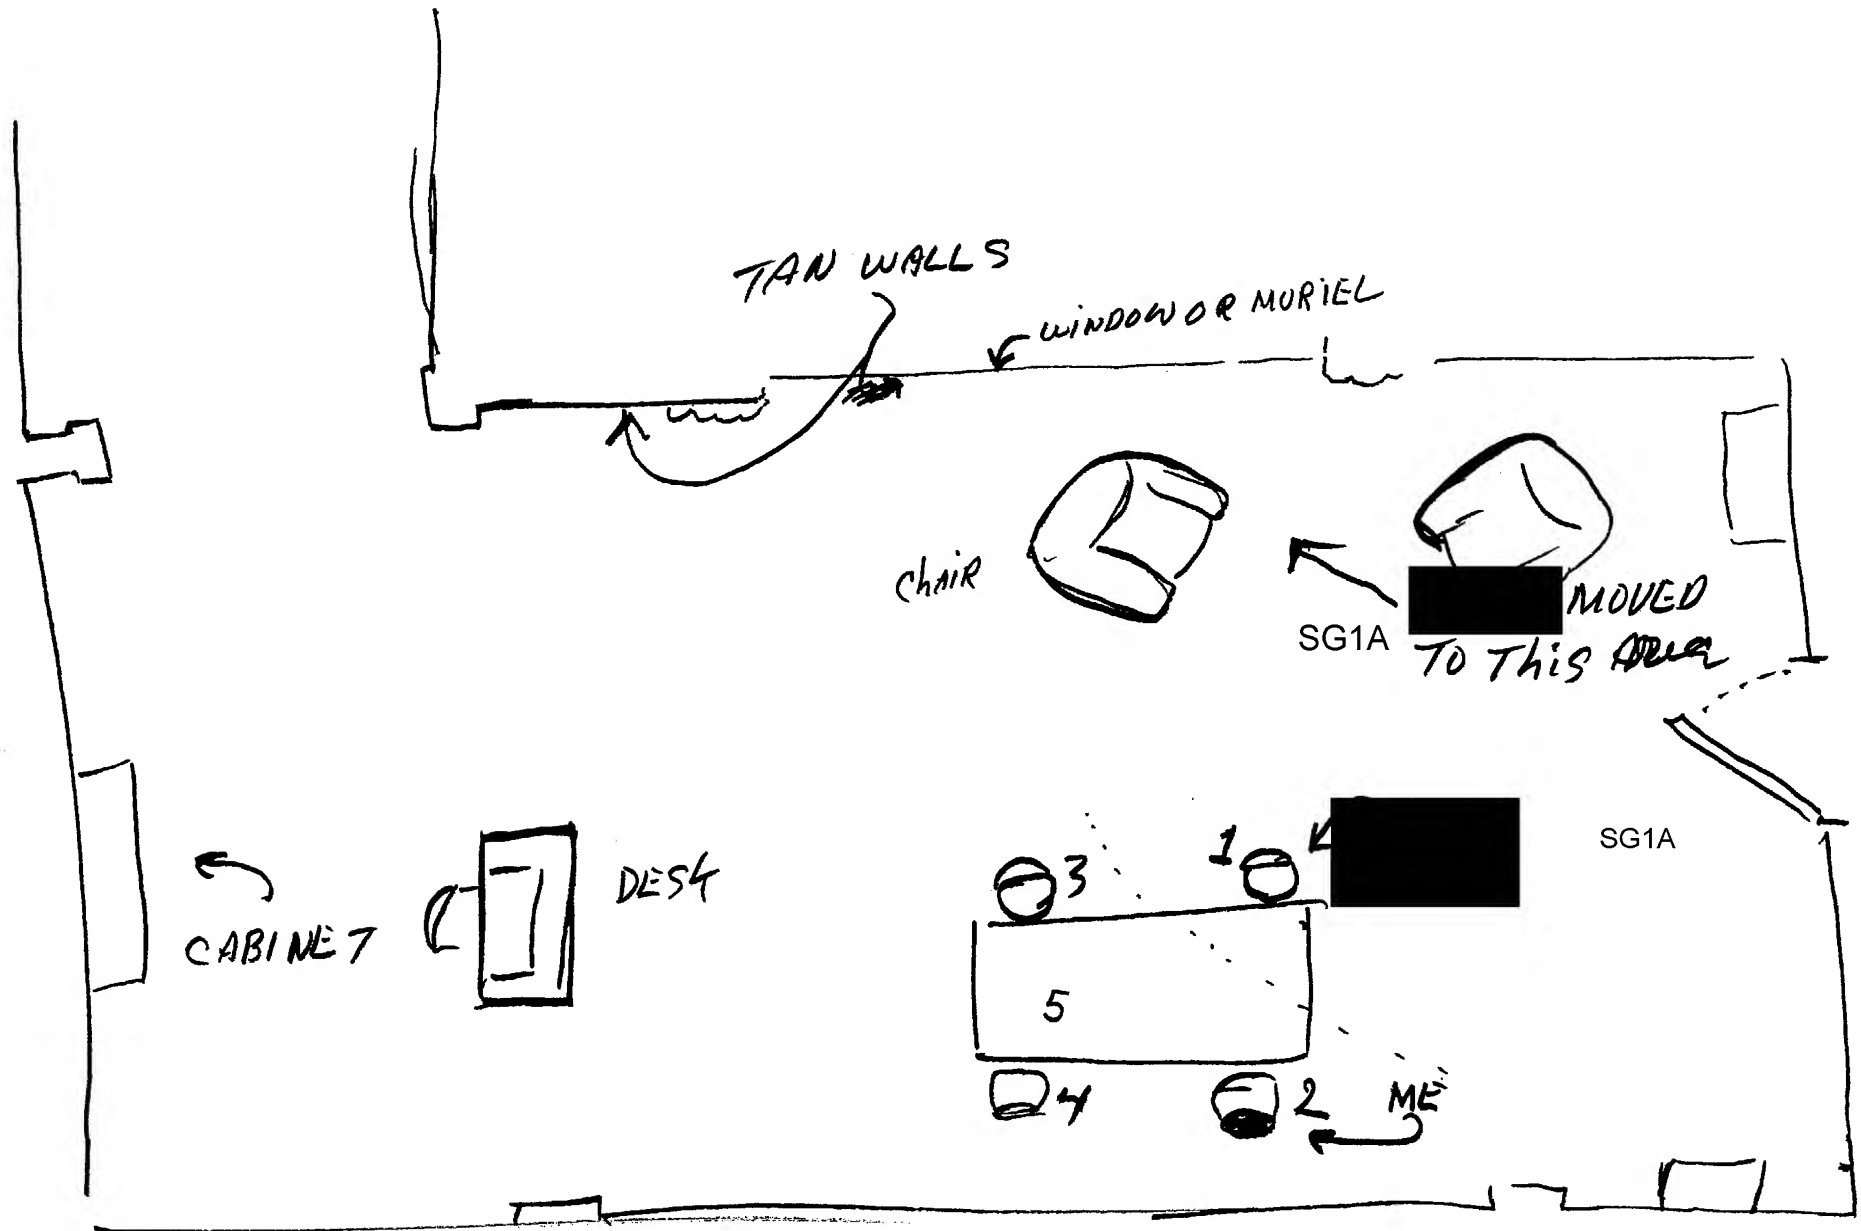 TAN WALLS
WINDOW OR MURIEL
ChAIR
MOVED
SG1A
TO ThiS Area
SG1A
1
3
DESK
CABINET
5
4
2
ME